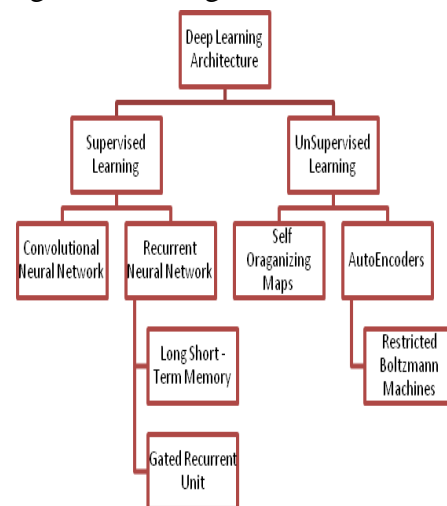 Deep Learning
Architecture
Supervised
Learning
UnSupervised
Learning
Convolutional
Neural Network
Recurrent
Neural Network
Self
Oraganizing
Maps
AutoEncoders
Long Short -
Term Memory
Restricted
Boltzmann
Machines
Gated Recurrent
Unit